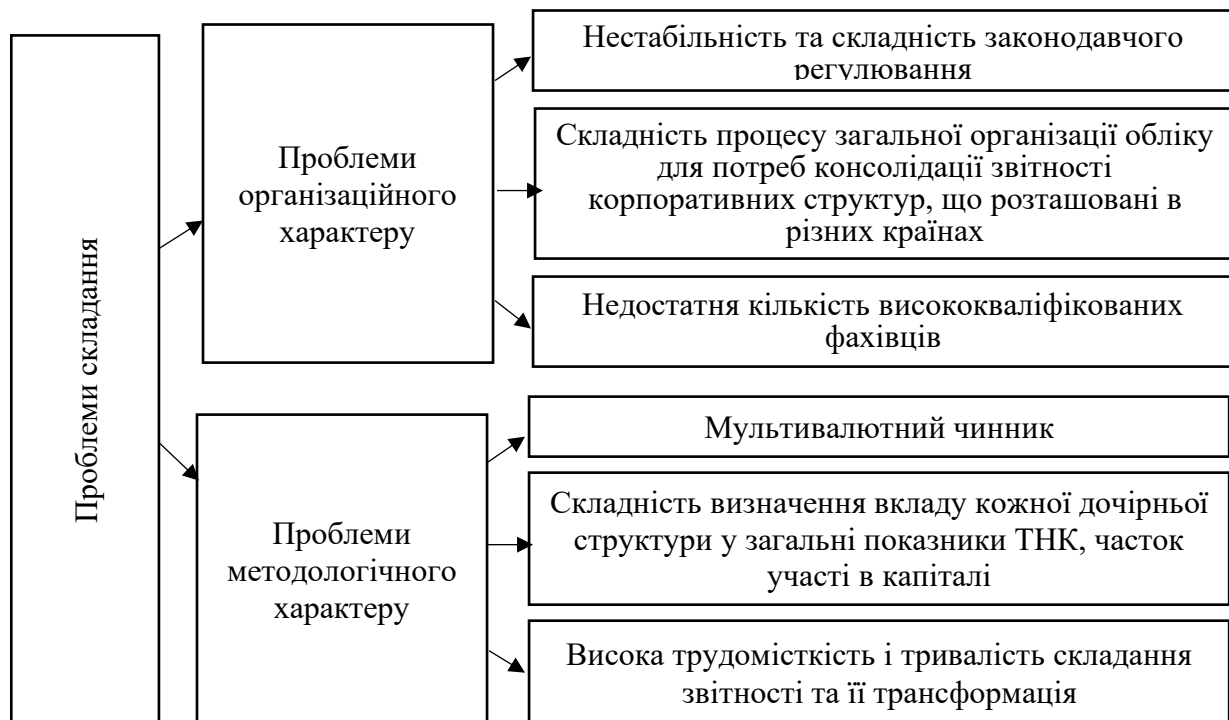 Проблеми складання
Проблеми
організаційного
характеру
Нестабільність та складність законодавчого
регулювання
Складність процесу загальної організації обліку
для потреб консолідації звітності
корпоративних структур, що розташовані в
різних країнах
Недостатня кількість висококваліфікованих
фахівців
Проблеми
методологічного
характеру
Мультивалютний чинник
Складність визначення вкладу кожної дочірньої
структури у загальні показники ТНК, часток
участі в капіталі
Висока трудомісткість і тривалість складання
звітності та її трансформація